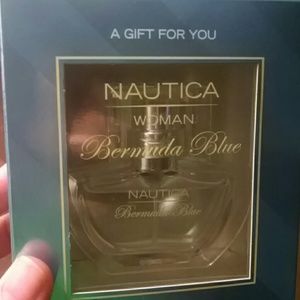 A GIFT FOR YOU
NAUTICA
WOMAN
Bermuda Blue
NAUTICA
Bermuda Blue